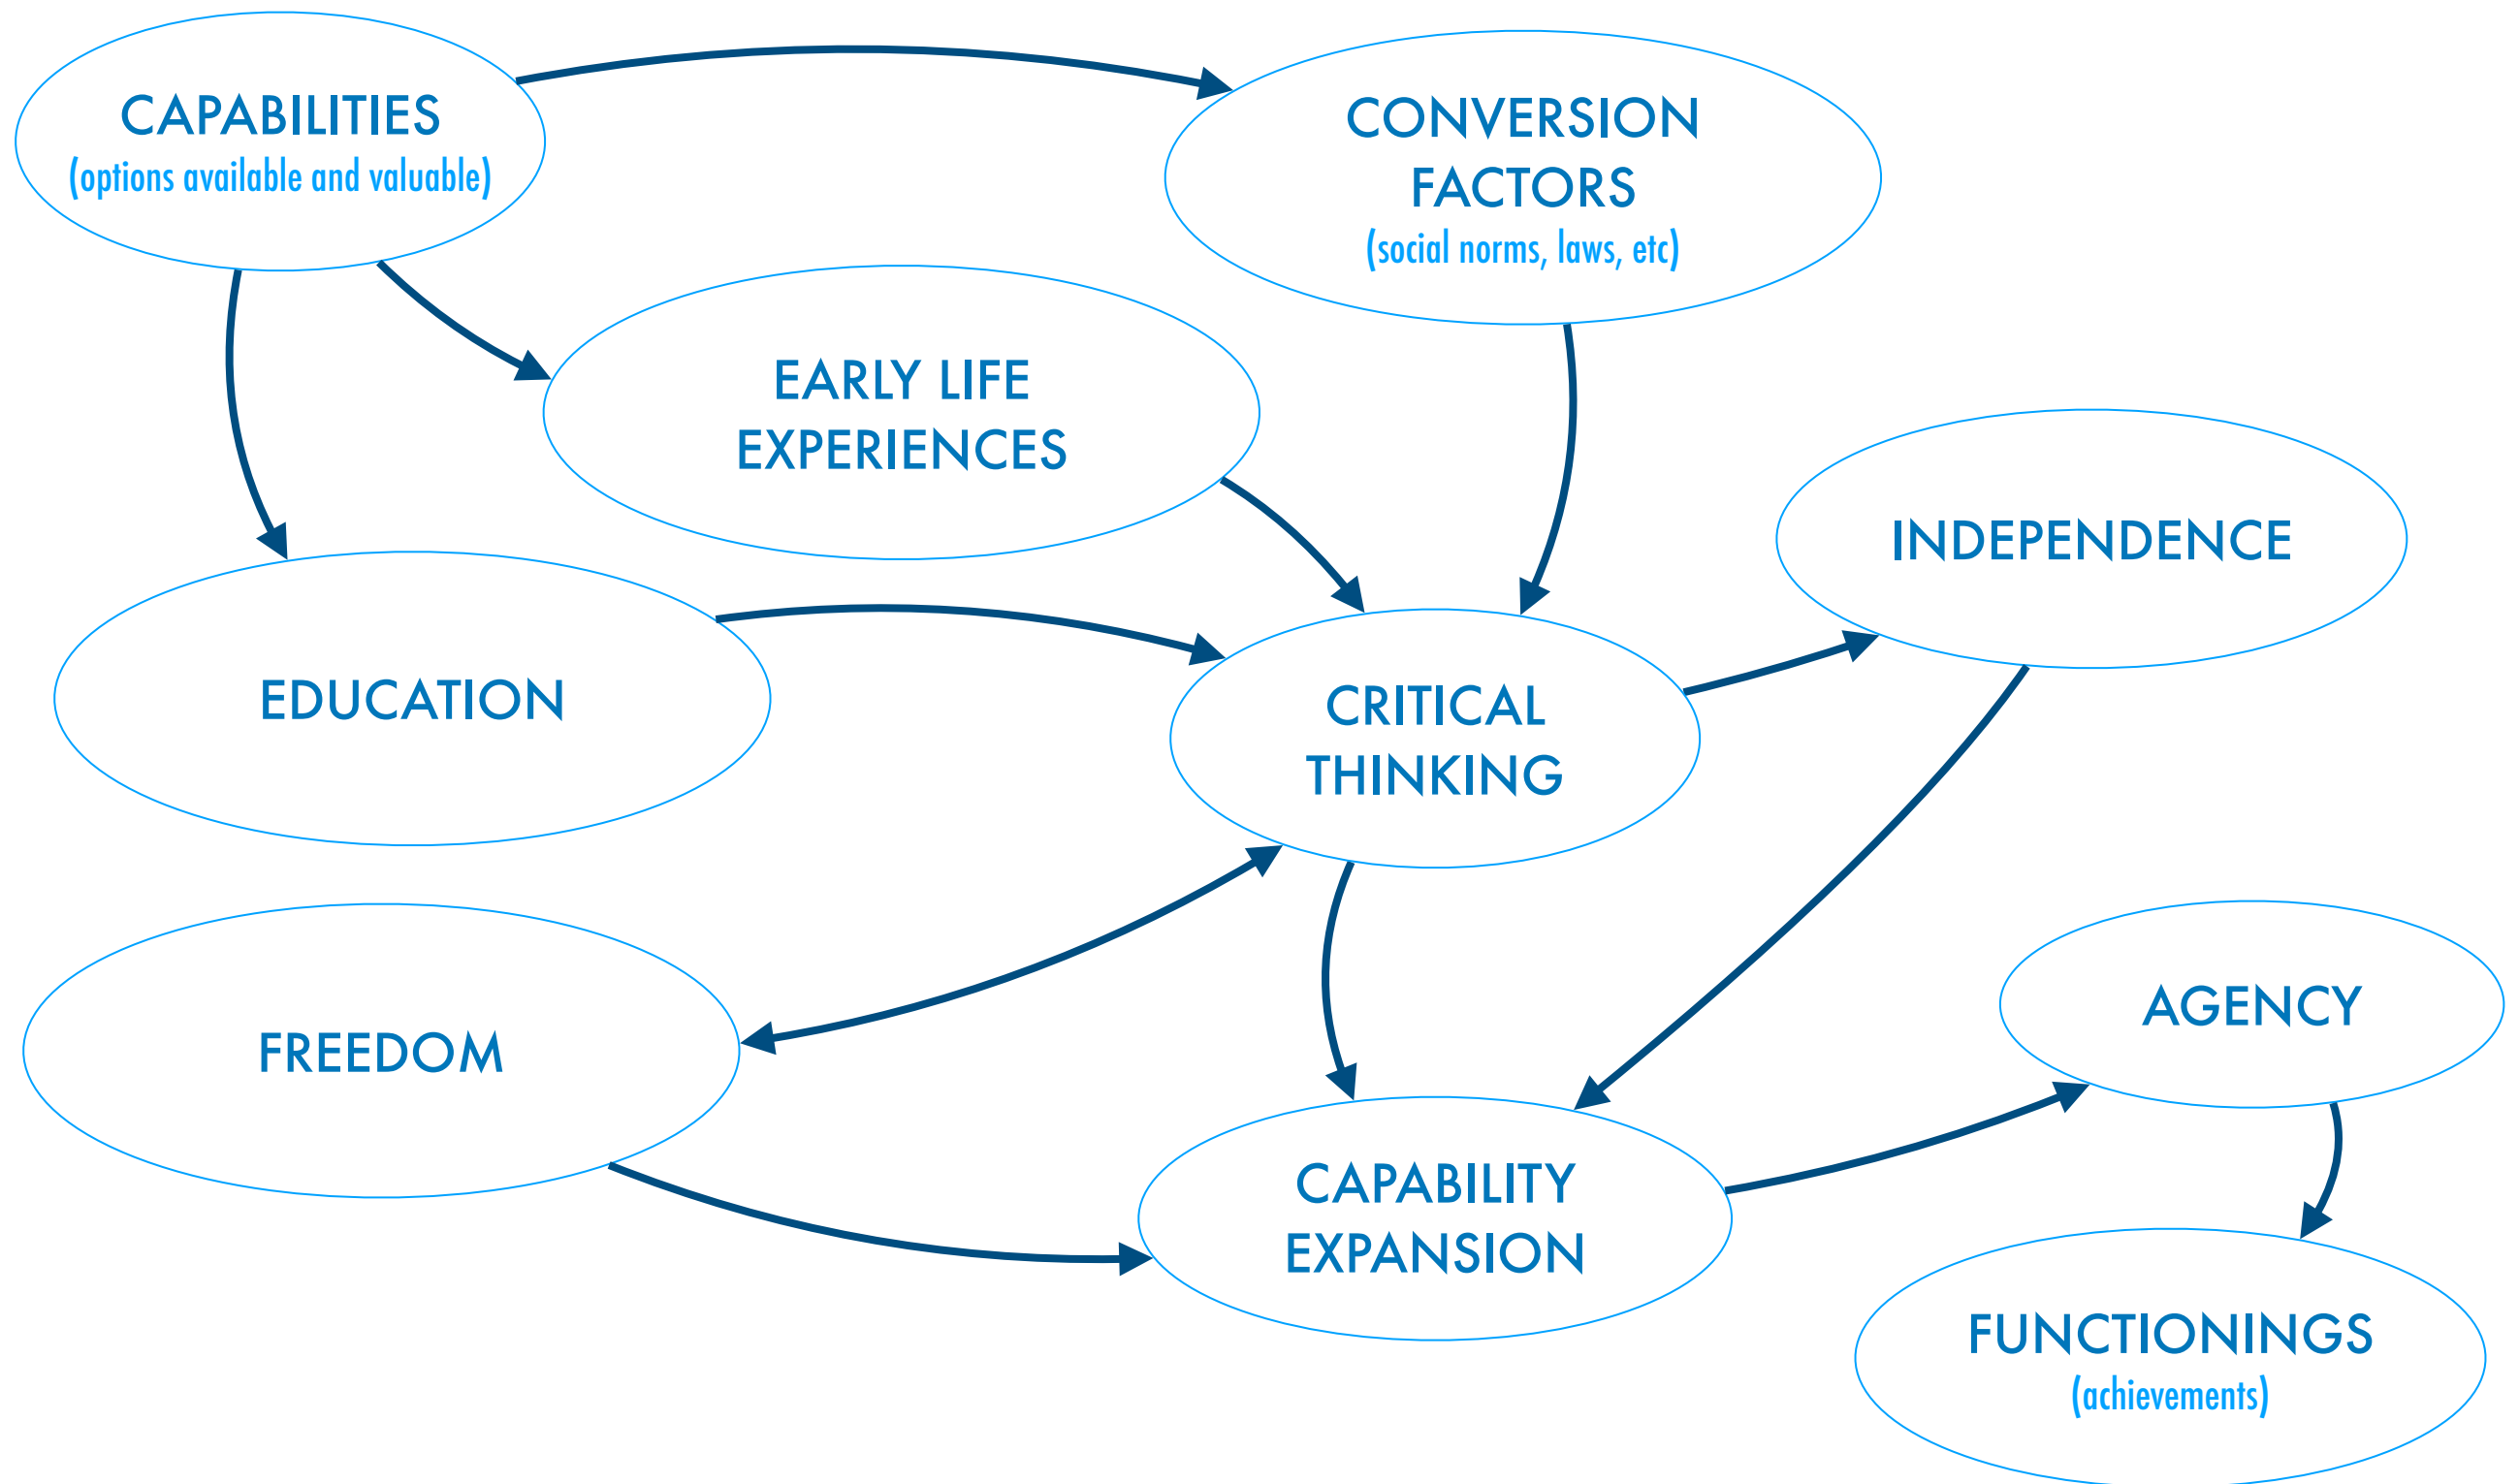 CAPABILITIES
(options available and valuable)
CONVERSION
FACTORS
(social norms, laws, etc)
EARLY LIFE
EXPERIENCES
INDEPENDENCE
EDUCATION
CRITICAL
THINKING
FREEDOM
AGENCY
CAPABILITY
EXPANSION
FUNCTIONINGS
(achievements)